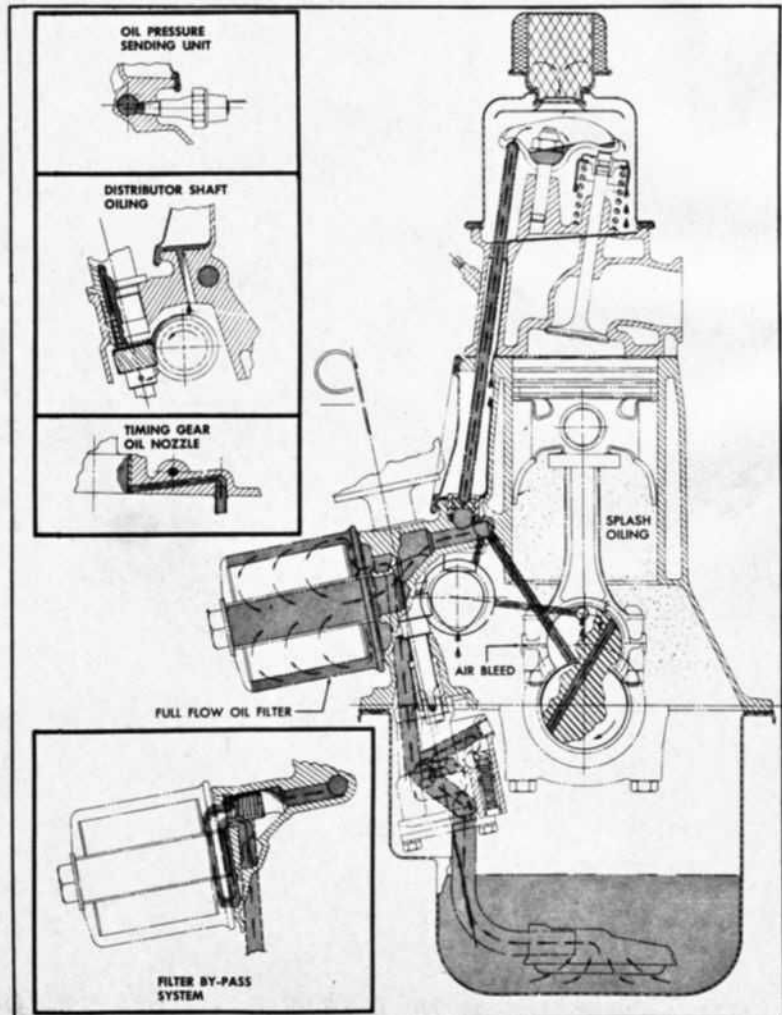 OIL PRESSURE
SENDING UNIT
DISTRIBUTOR SHAFT
OILING
TIMING GEAR
OIL NOZZLE
SPLASH
OILING
AIR BLEED
FULL FLOW OIL FILTER
FILTER BY-PASS
SYSTEM